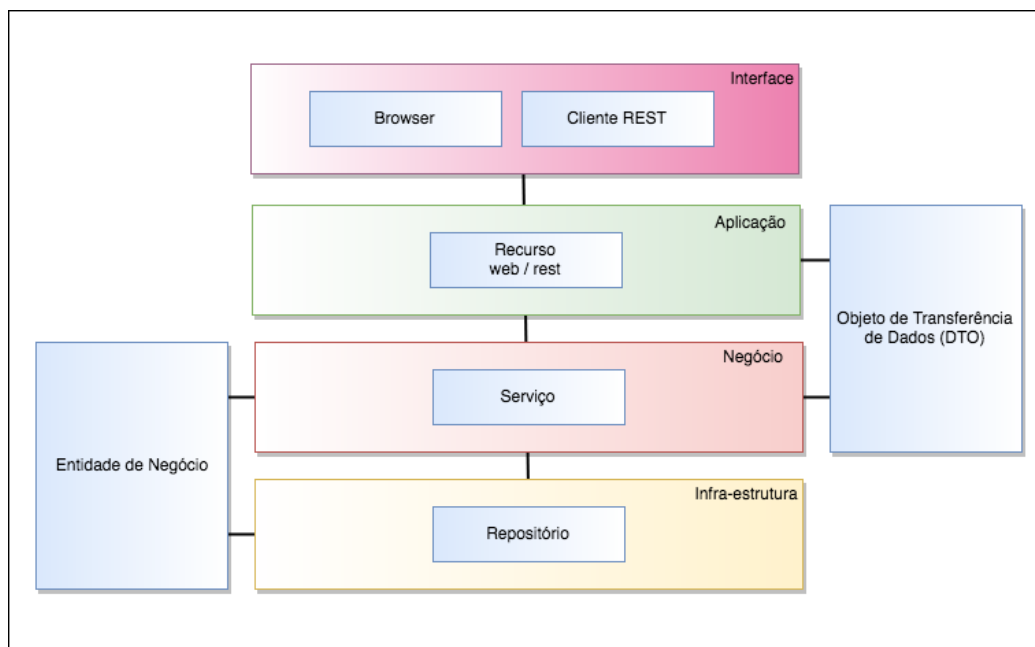 Interface
Browser
Cliente REST
Aplicação
Recurso
web / rest
Objeto de Transferência
de Dados (DTO)
Negócio
Serviço
Entidade de Negócio
Infra-estrutura
Repositório